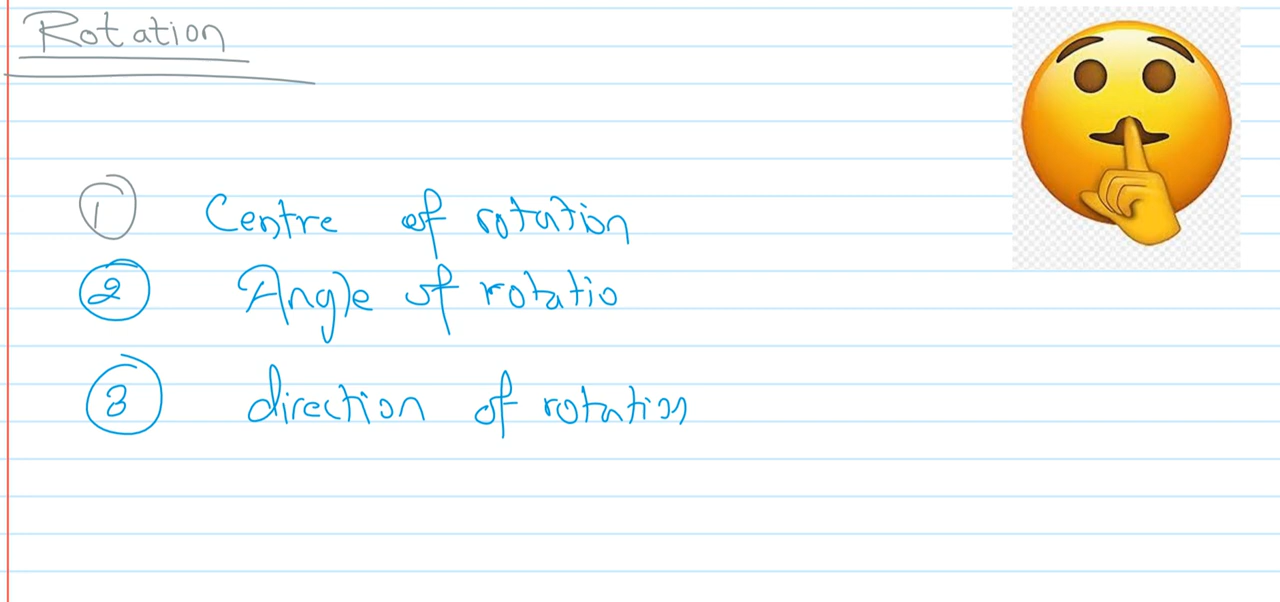 Rotation
① Centre of rotation
② Angle of rotatio
③ direction of rotation